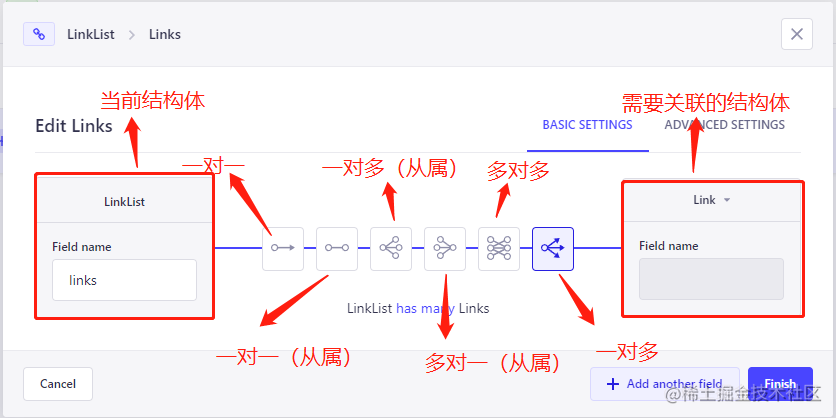 LinkList > Links
当前结构体
需要关联的结构体
Edit Links
BASIC SETTINGS
ADVANCED SETTINGS
一对一
一对多（从属）
多对多
LinkList
Link
Field name
links
Field name
LinkList has many Links
一对一（从属）
多对一（从属）
一对多
Cancel
+ Add another field
Finish
@稀土掘金技术社区